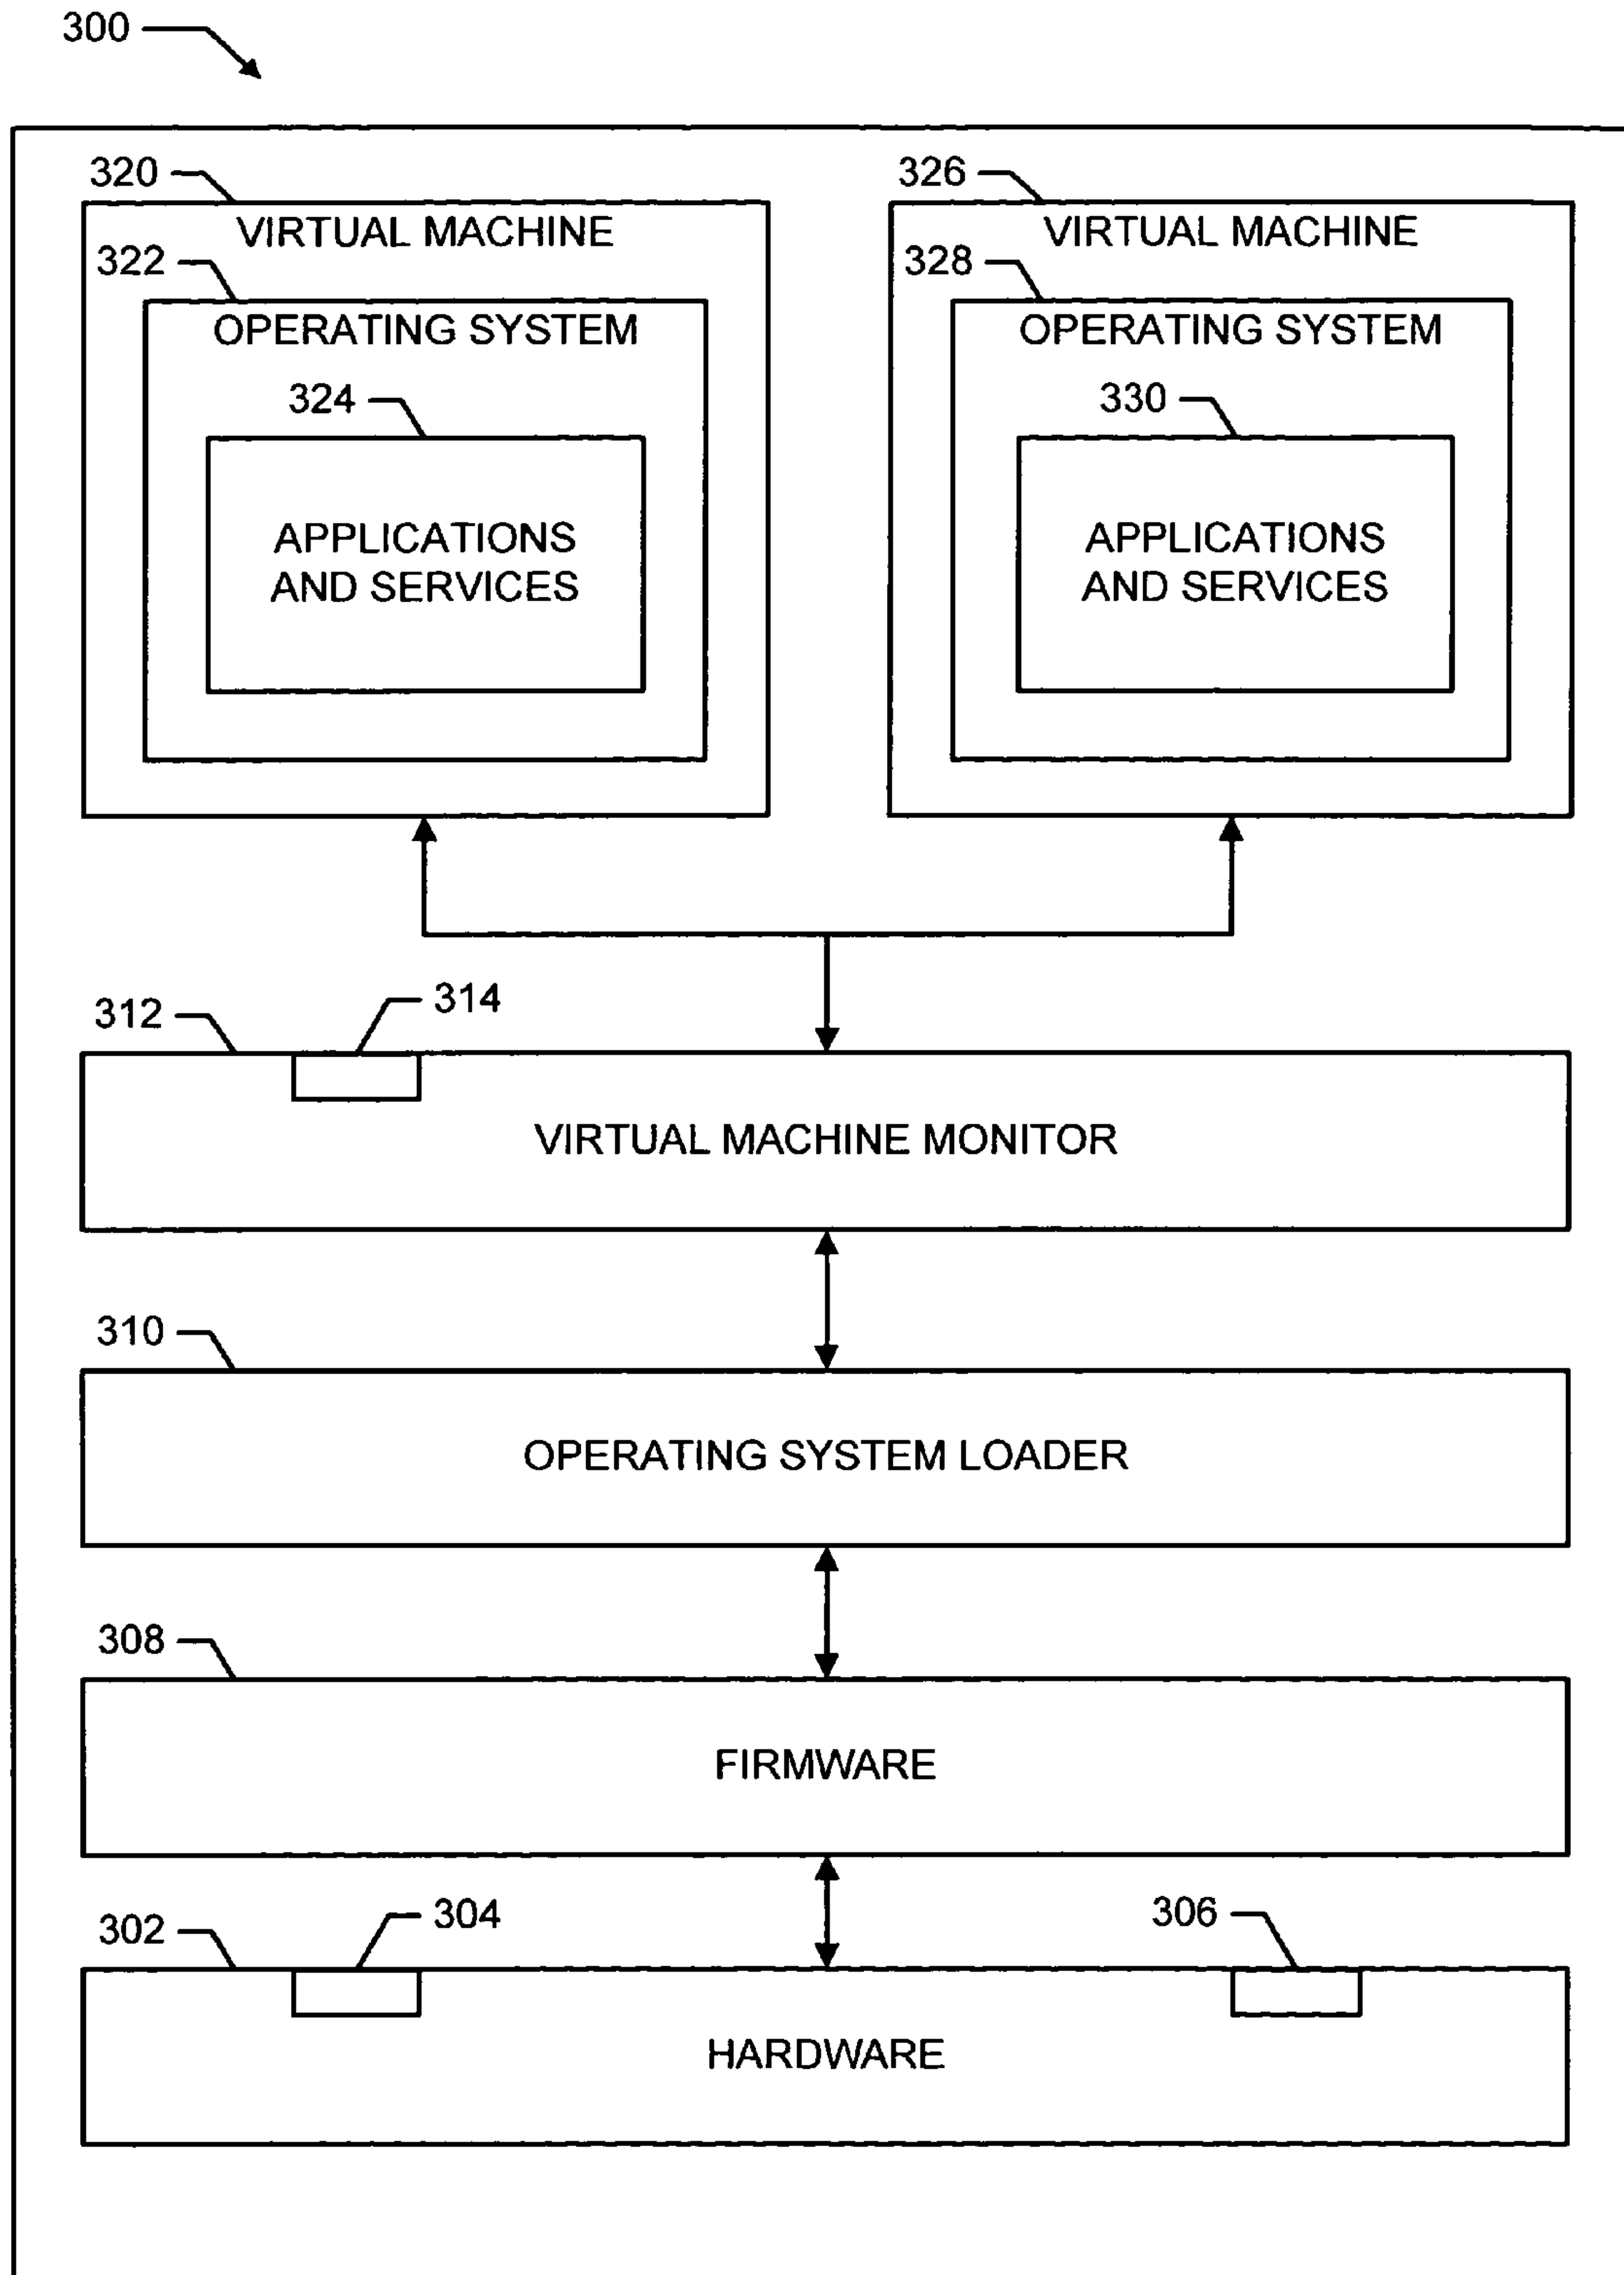 300
320
326
VIRTUAL MACHINE
VIRTUAL MACHINE
322
328
OPERATING SYSTEM
OPERATING SYSTEM
324
330
APPLICATIONS
AND SERVICES
APPLICATIONS
AND SERVICES
312
314
VIRTUAL MACHINE MONITOR
310
OPERATING SYSTEM LOADER
308
FIRMWARE
302
304
306
HARDWARE